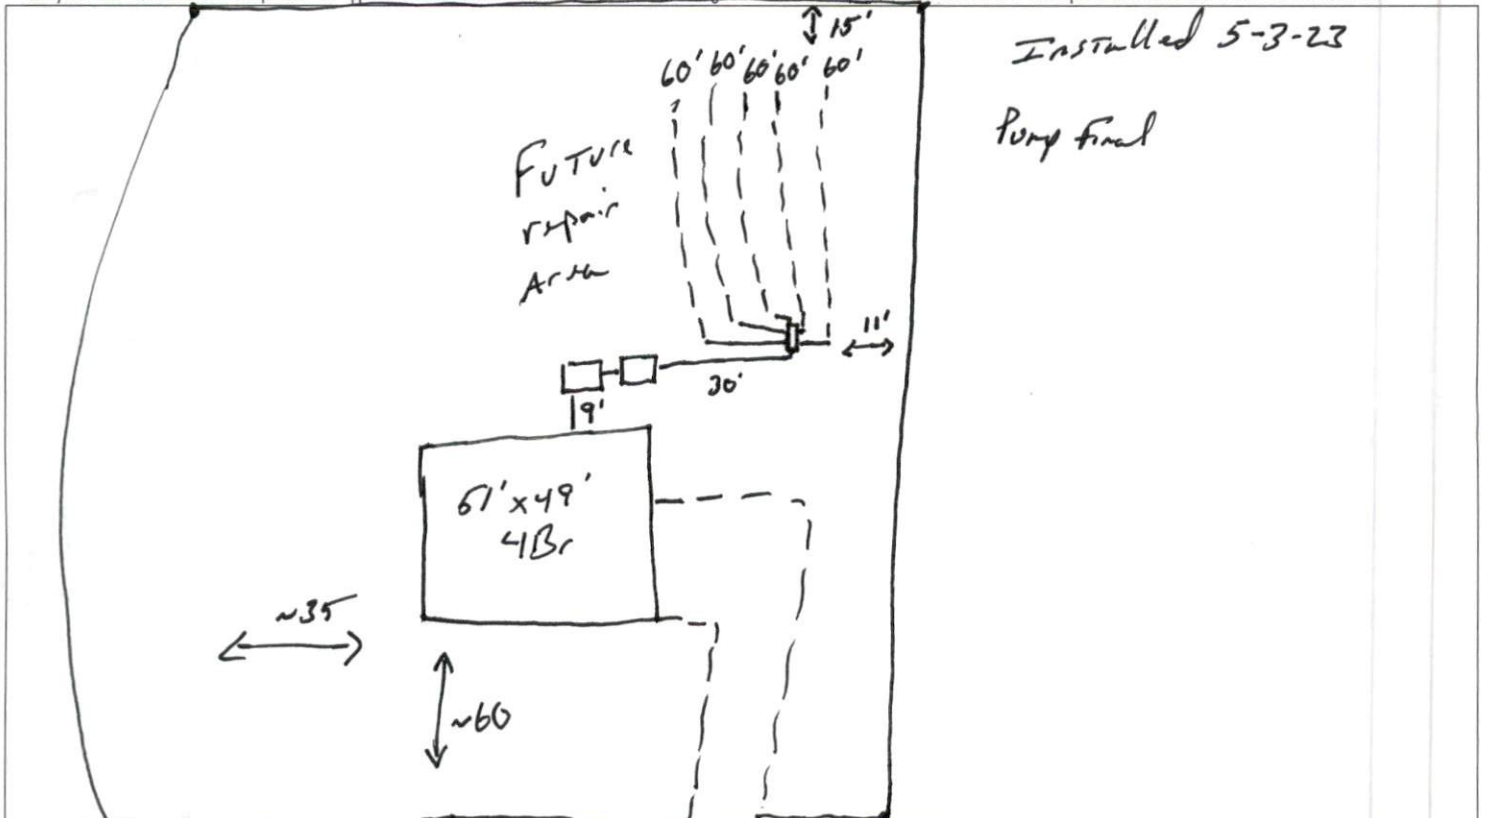 15'
Installed 5-3-23
60' 60' 60' 60' 60'
Pump Final
Future
repair
Area
11'
30'
9'
61'x49'
4Br
~35
~60